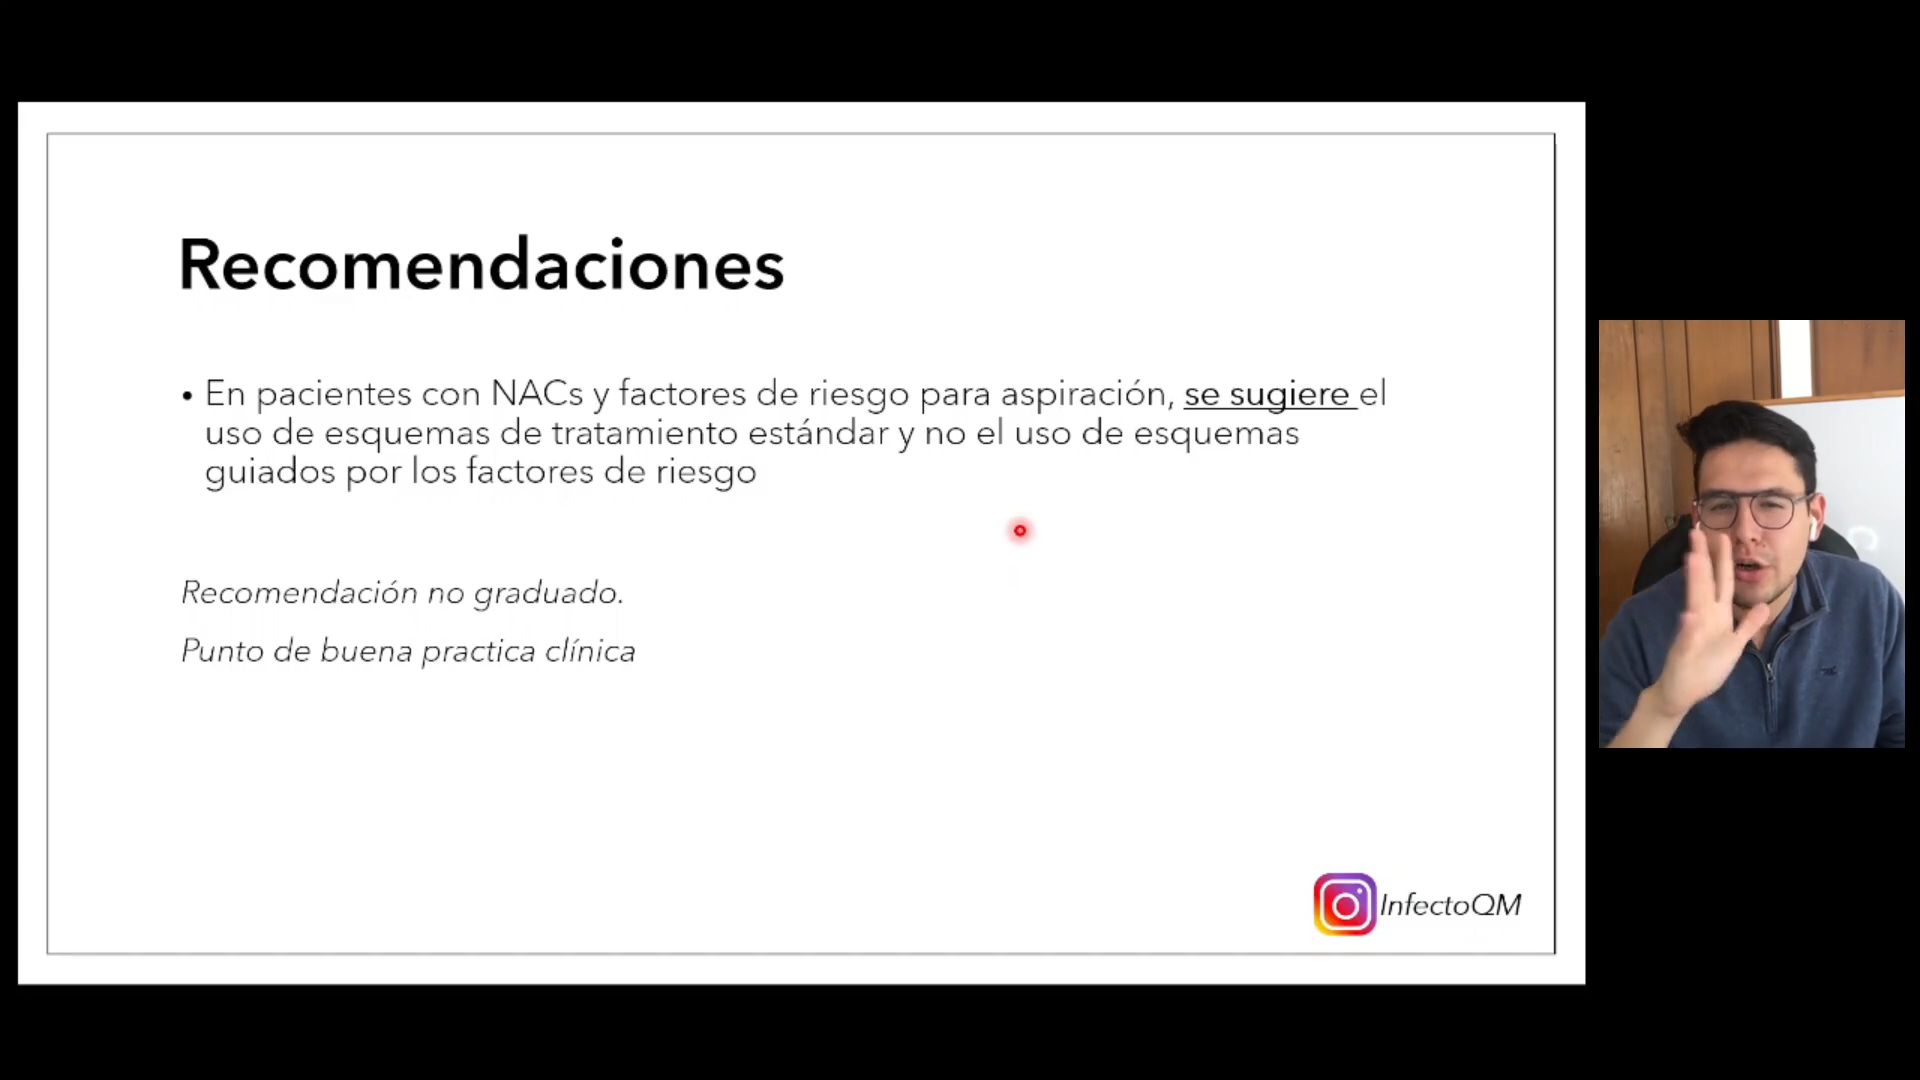 Recomendaciones
• En pacientes con NACs y factores de riesgo para aspiración, se sugiere el
uso de esquemas de tratamiento estándar y no el uso de esquemas
guiados por los factores de riesgo
Recomendación no graduado.
Punto de buena practica clínica
InfectoQM